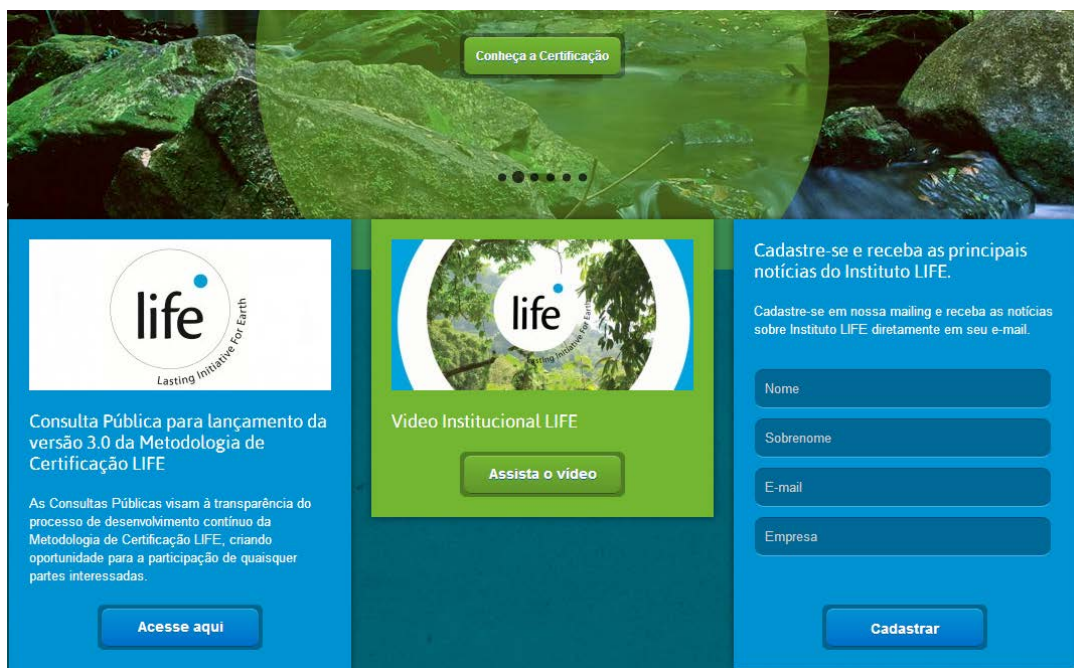 Conheça a Certificação
life
Lasting Initiative For Earth
Consulta Pública para lançamento da
versão 3.0 da Metodologia de
Certificação LIFE
As Consultas Públicas visam à transparência do
processo de desenvolvimento contínuo da
Metodologia de Certificação LIFE, criando
oportunidade para a participação de quaisquer
partes interessadas.
Acesse aqui
life
Lasting Initiative For Earth
Video Institucional LIFE
Assista o vídeo
Cadastre-se e receba as principais
notícias do Instituto LIFE.
Cadastre-se em nossa mailing e receba as notícias
sobre Instituto LIFE diretamente em seu e-mail.
Nome
Sobrenome
E-mail
Empresa
Cadastrar